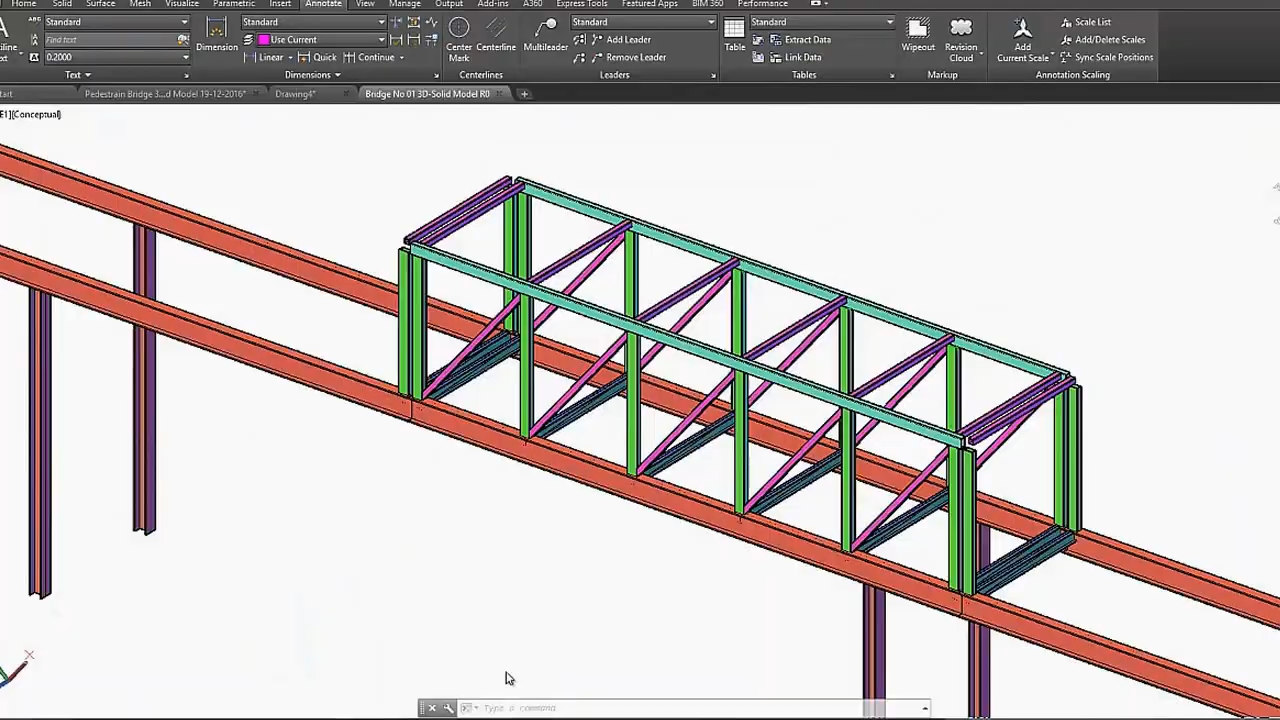 Home Solid Surface Mesh Visualize Parametric Insert Annotate View Manage Output Add-ins A360 Express Tools Featured Apps BIM 360 Performance
Standard
Find text
0.2000
Text
Dimension
Standard
Use Current
Linear Quick Continue
Dimensions
Center Mark
Centerline
Centerlines
Multileader
Standard
Add Leader
Remove Leader
Leaders
Table
Standard
Extract Data
Link Data
Tables
Wipeout
Revision Cloud
Markup
Add Current Scale
Scale List
Add/Delete Scales
Sync Scale Positions
Annotation Scaling
Pedestrain Bridge 3...d Model 19-12-2016* Drawing4* Bridge No 01 3D-Solid Model R0
][Conceptual]
X
Type a command